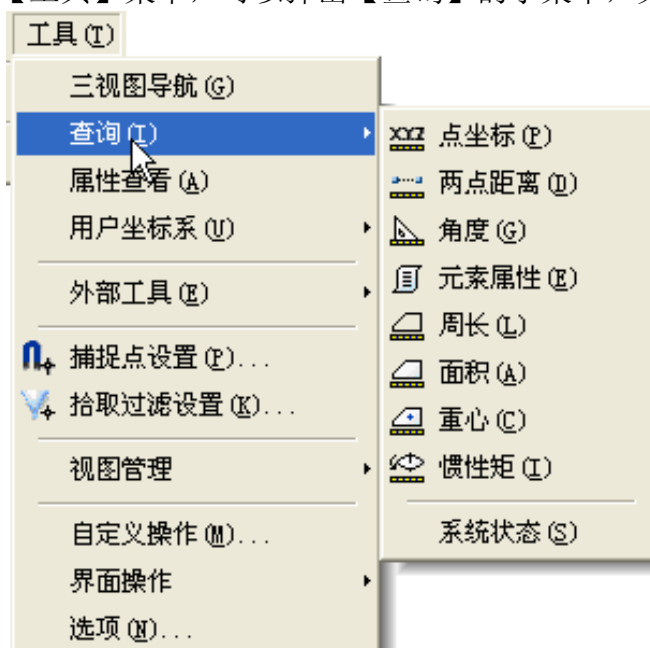 工具(T)
三视图导航(G)
查询(I)
属性查看(A)
用户坐标系(U)
外部工具(E)
捕捉点设置(P)...
拾取过滤设置(K)...
视图管理
自定义操作(M)...
界面操作
选项(N)...
点坐标(P)
两点距离(D)
角度(G)
元素属性(E)
周长(L)
面积(A)
重心(C)
惯性矩(I)
系统状态(S)